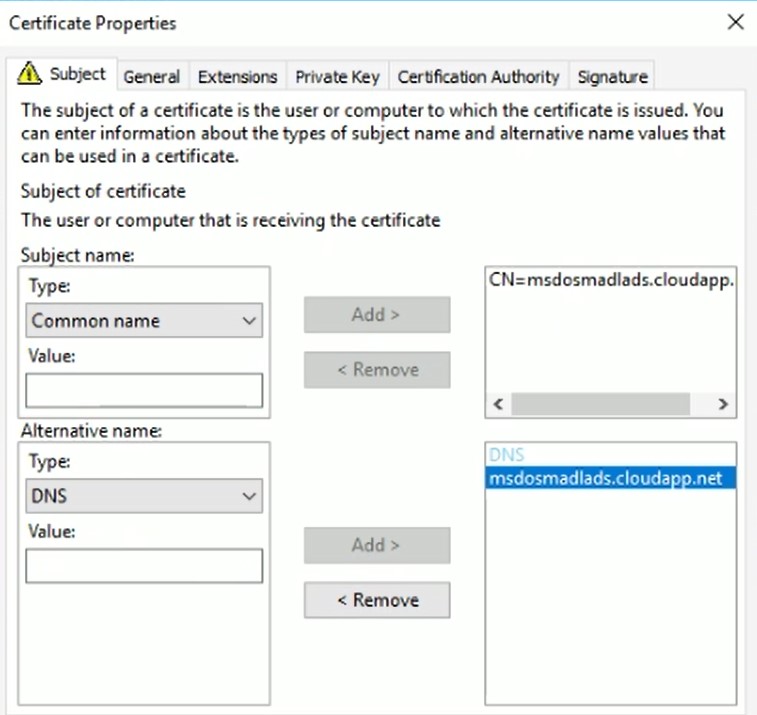 Certificate Properties
Subject General Extensions Private Key Certification Authority Signature
The subject of a certificate is the user or computer to which the certificate is issued. You
can enter information about the types of subject name and alternative name values that
can be used in a certificate.
Subject of certificate
The user or computer that is receiving the certificate
Subject name:
Type:
Common name
Value:
Add >
< Remove
CN=msdosmadlads.cloudapp.
Alternative name:
Type:
DNS
Value:
Add >
< Remove
DNS
msdosmadlads.cloudapp.net